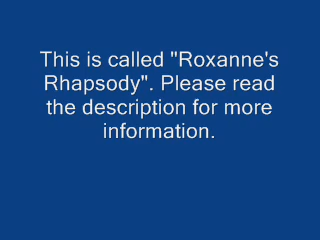 This is called "Roxanne's
Rhapsody". Please read
the description for more
information.